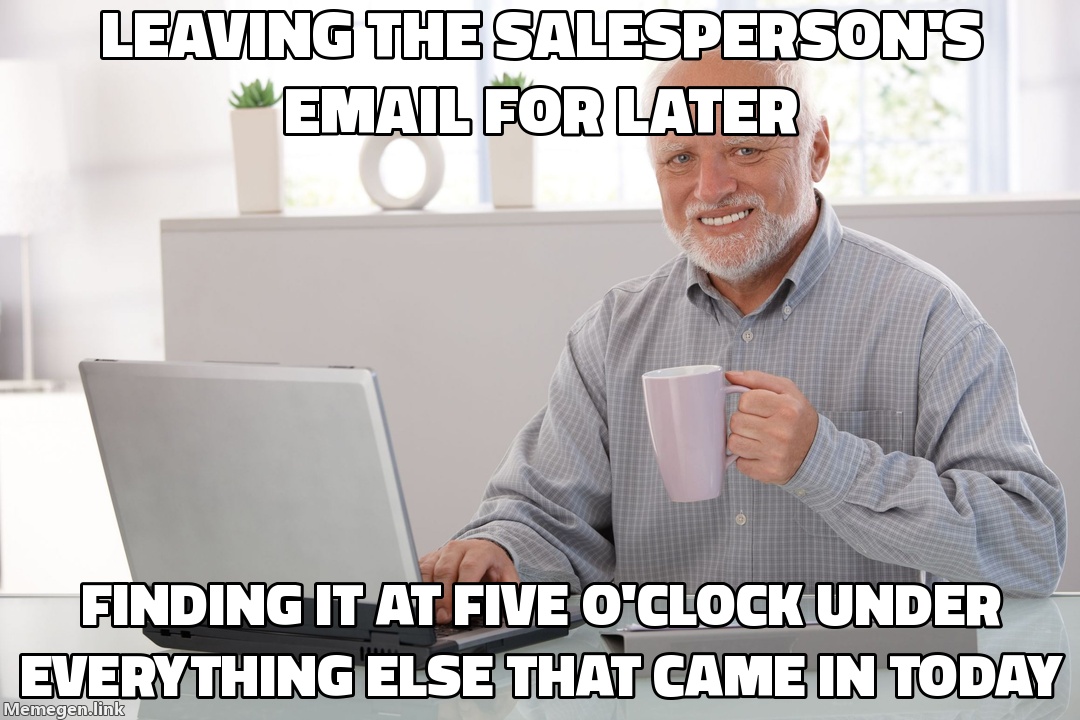 LEAVING THE SALESPERSON'S
EMAIL FOR LATER
FINDING IT AT FIVE O'CLOCK UNDER
EVERYTHING ELSE THAT CAME IN TODAY
Memegen.link